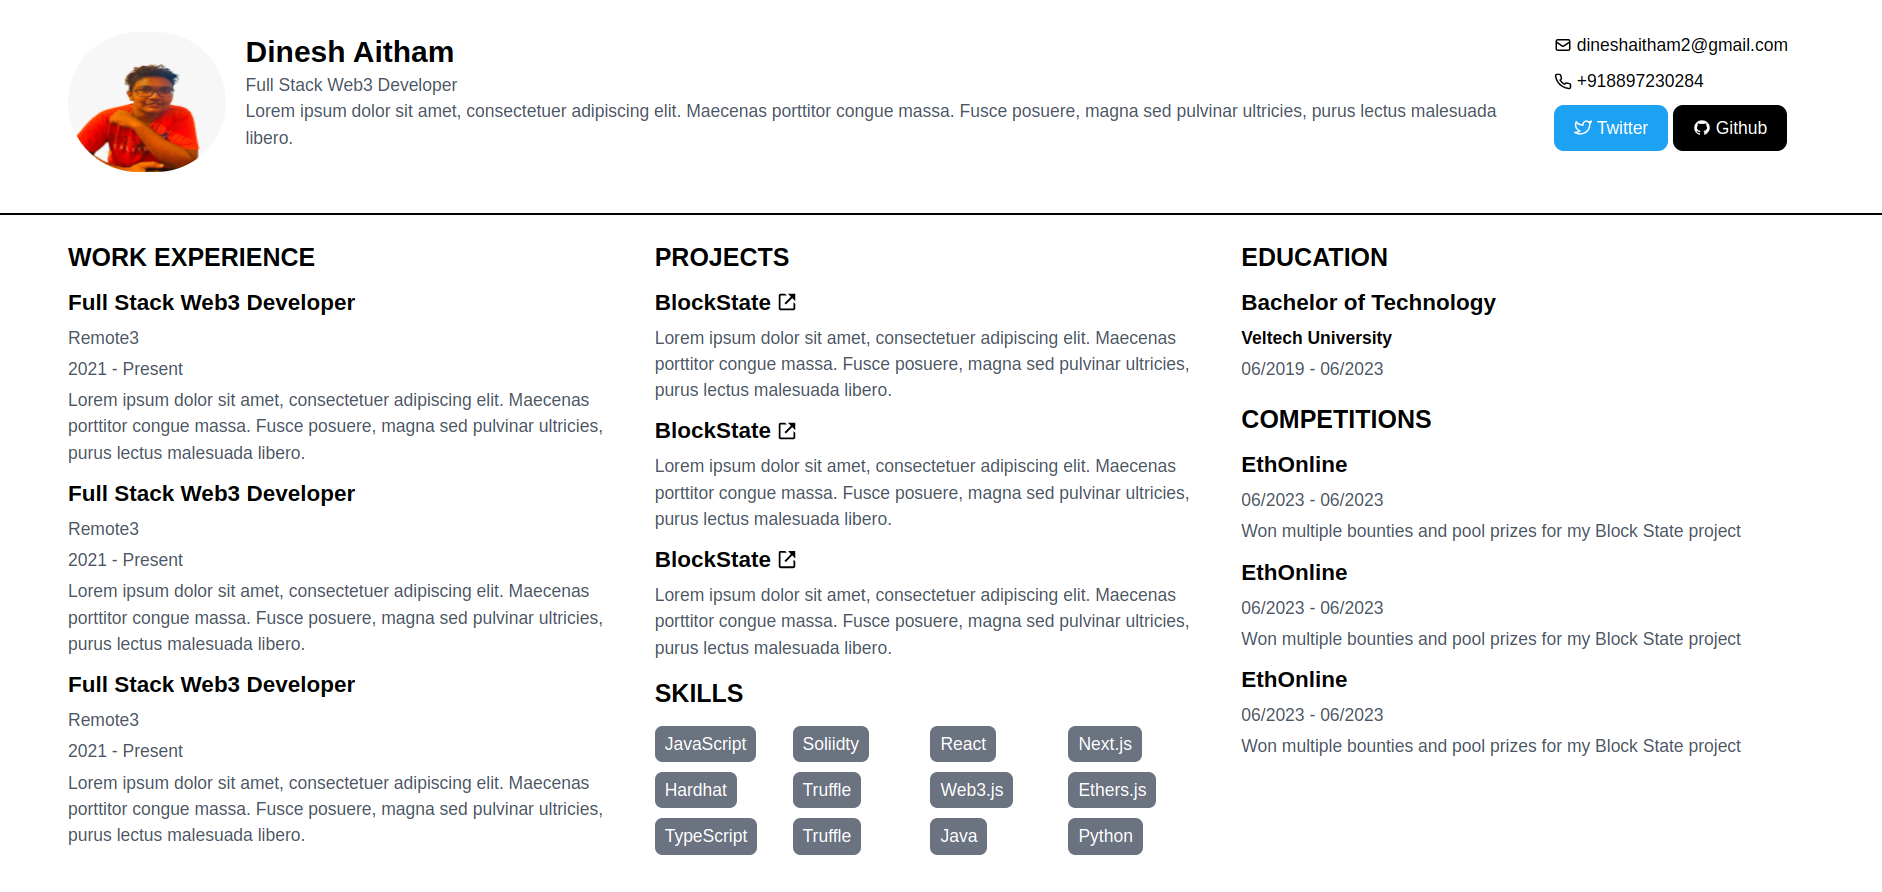 Dinesh Aitham
Full Stack Web3 Developer
Lorem ipsum dolor sit amet, consectetuer adipiscing elit. Maecenas porttitor congue massa. Fusce posuere, magna sed pulvinar ultricies, purus lectus malesuada
libero.
dineshaitham2@gmail.com
+918897230284
Twitter
Github
WORK EXPERIENCE
Full Stack Web3 Developer
Remote3
2021 - Present
Lorem ipsum dolor sit amet, consectetuer adipiscing elit. Maecenas
porttitor congue massa. Fusce posuere, magna sed pulvinar ultricies,
purus lectus malesuada libero.
Full Stack Web3 Developer
Remote3
2021 - Present
Lorem ipsum dolor sit amet, consectetuer adipiscing elit. Maecenas
porttitor congue massa. Fusce posuere, magna sed pulvinar ultricies,
purus lectus malesuada libero.
Full Stack Web3 Developer
Remote3
2021 - Present
Lorem ipsum dolor sit amet, consectetuer adipiscing elit. Maecenas
porttitor congue massa. Fusce posuere, magna sed pulvinar ultricies,
purus lectus malesuada libero.
PROJECTS
BlockState
Lorem ipsum dolor sit amet, consectetuer adipiscing elit. Maecenas
porttitor congue massa. Fusce posuere, magna sed pulvinar ultricies,
purus lectus malesuada libero.
BlockState
Lorem ipsum dolor sit amet, consectetuer adipiscing elit. Maecenas
porttitor congue massa. Fusce posuere, magna sed pulvinar ultricies,
purus lectus malesuada libero.
BlockState
Lorem ipsum dolor sit amet, consectetuer adipiscing elit. Maecenas
porttitor congue massa. Fusce posuere, magna sed pulvinar ultricies,
purus lectus malesuada libero.
SKILLS
JavaScript Soliidty React Next.js
Hardhat Truffle Web3.js Ethers.js
TypeScript Truffle Java Python
EDUCATION
Bachelor of Technology
Veltech University
06/2019 - 06/2023
COMPETITIONS
EthOnline
06/2023 - 06/2023
Won multiple bounties and pool prizes for my Block State project
EthOnline
06/2023 - 06/2023
Won multiple bounties and pool prizes for my Block State project
EthOnline
06/2023 - 06/2023
Won multiple bounties and pool prizes for my Block State project